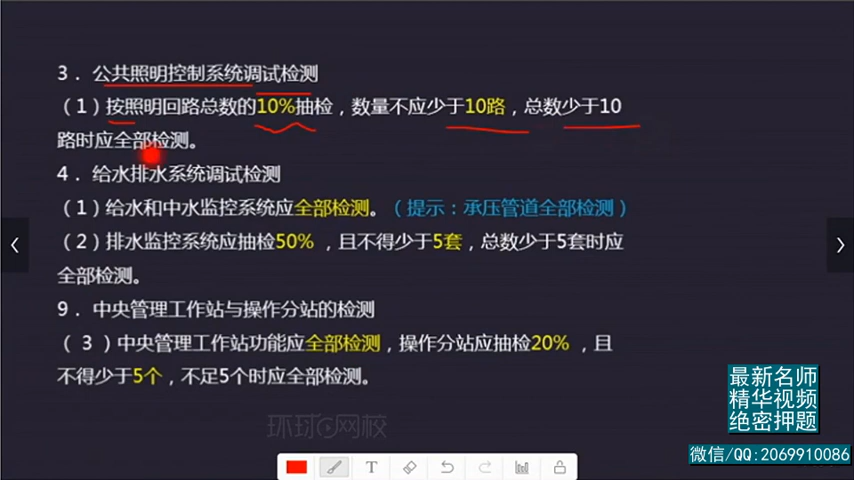 3．公共照明控制系统调试检测
（1）按照明回路总数的10%抽检，数量不应少于10路，总数少于10
路时应全部检测。
4．给水排水系统调试检测
（1）给水和中水监控系统应全部检测。（提示：承压管道全部检测）
（2）排水监控系统应抽检50%，且不得少于5套，总数少于5套时应
全部检测。
9．中央管理工作站与操作分站的检测
（3）中央管理工作站功能应全部检测，操作分站应抽检20%，且
不得少于5个，不足5个时应全部检测。
环球网校
最新名师
精华视频
绝密押题
微信/QQ:2069910086
T